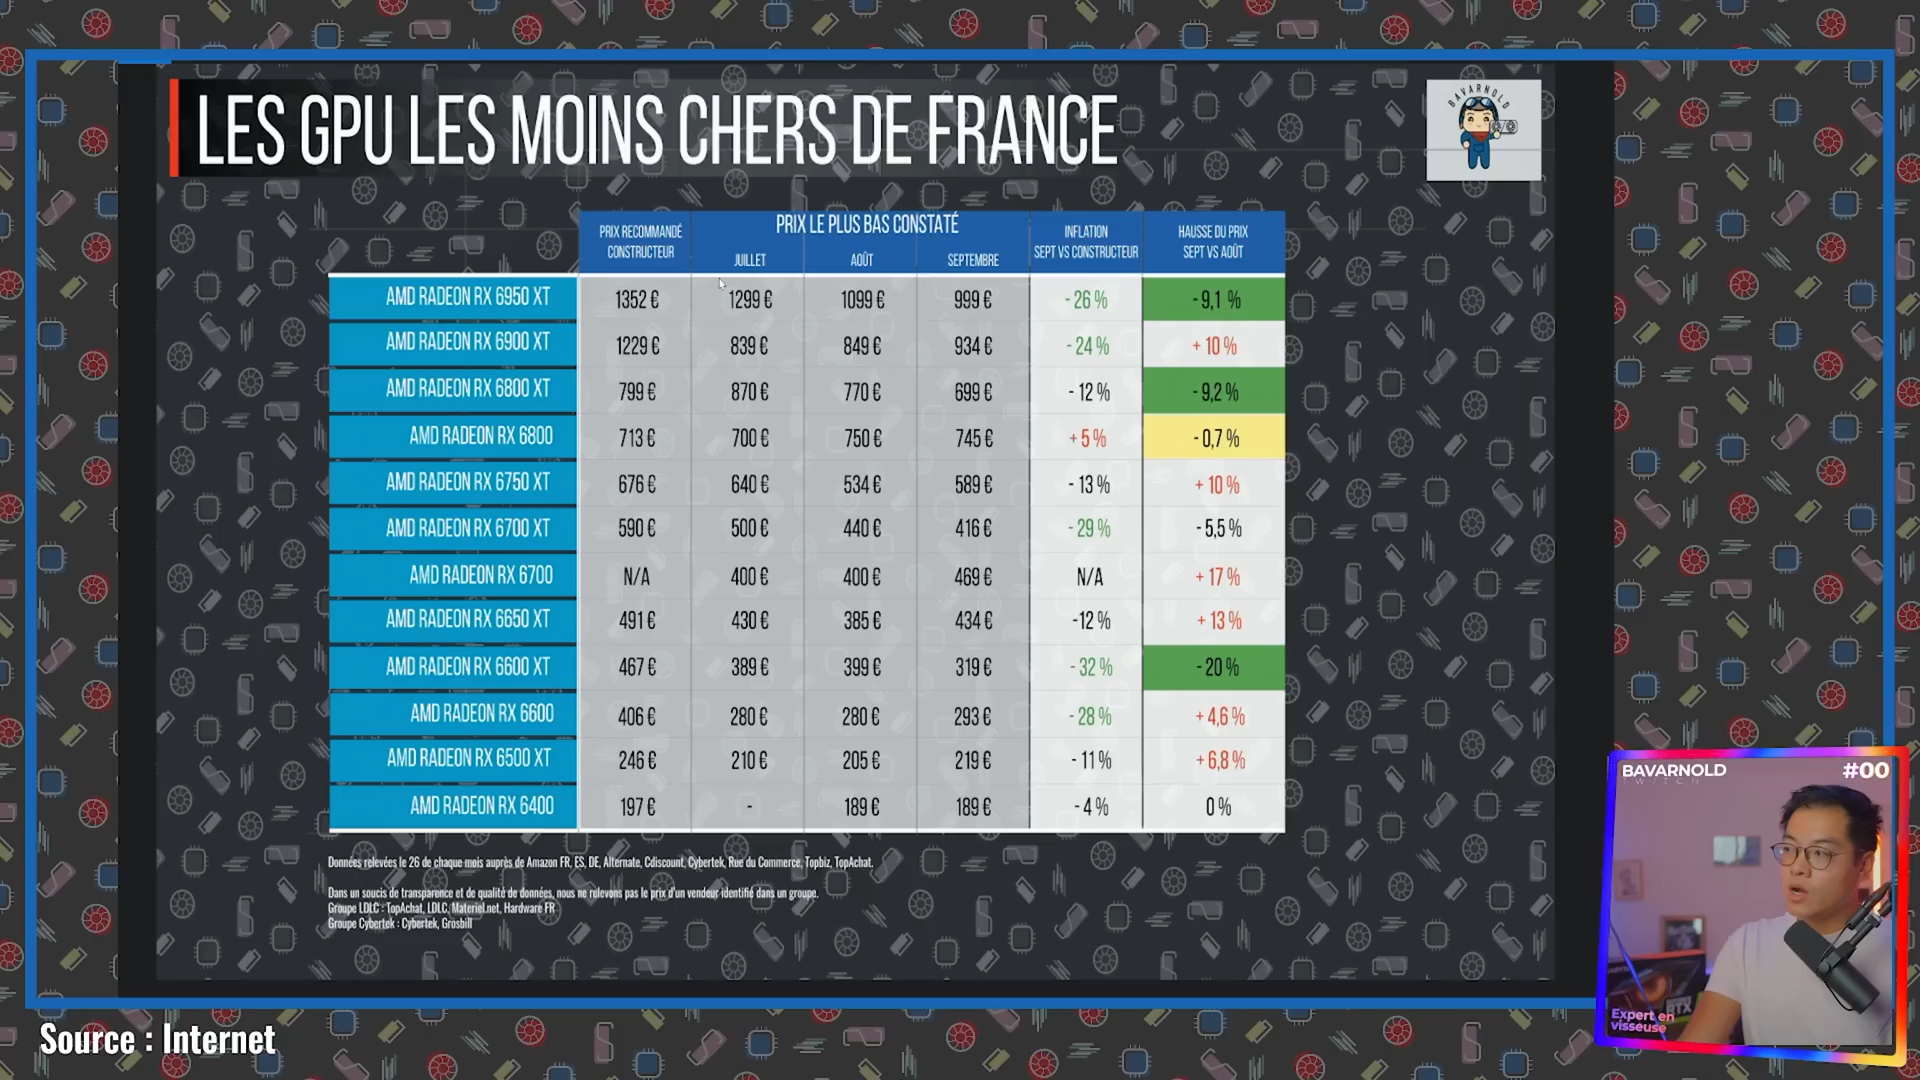 LES GPU LES MOINS CHERS DE FRANCE
BAVARNOLD
PRIX RECOMMANDÉ CONSTRUCTEUR
PRIX LE PLUS BAS CONSTATÉ
JUILLET AOÛT SEPTEMBRE
INFLATION SEPT VS CONSTRUCTEUR
HAUSSE DU PRIX SEPT VS AOÛT
AMD RADEON RX 6950 XT 1352 € 1299 € 1099 € 999 € - 26 % - 9,1 %
AMD RADEON RX 6900 XT 1229 € 839 € 849 € 934 € - 24 % + 10 %
AMD RADEON RX 6800 XT 799 € 870 € 770 € 699 € - 12 % - 9,2 %
AMD RADEON RX 6800 713 € 700 € 750 € 745 € + 5 % - 0,7 %
AMD RADEON RX 6750 XT 676 € 640 € 534 € 589 € - 13 % + 10 %
AMD RADEON RX 6700 XT 590 € 500 € 440 € 416 € - 29 % - 5,5 %
AMD RADEON RX 6700 N/A 400 € 400 € 469 € N/A + 17 %
AMD RADEON RX 6650 XT 491 € 430 € 385 € 434 € -12 % + 13 %
AMD RADEON RX 6600 XT 467 € 389 € 399 € 319 € - 32 % - 20 %
AMD RADEON RX 6600 406 € 280 € 280 € 293 € - 28 % + 4,6 %
AMD RADEON RX 6500 XT 246 € 210 € 205 € 219 € - 11 % + 6,8 %
AMD RADEON RX 6400 197 € - 189 € 189 € - 4 % 0 %
Données relevées le 26 de chaque mois auprès de Amazon FR, ES, DE, Alternate, Cdiscount, Cybertek, Rue du Commerce, Topbiz, TopAchat.
Dans un soucis de transparence et de qualité de données, nous ne relevons pas le prix d'un vendeur identifié dans un groupe.
Groupe LDLC : TopAchat, LDLC, Materiel.net, Hardware FR
Groupe Cybertek : Cybertek, Grosbill
BAVARNOLD #00
TWITCH
Expert en
visseuse
Source : Internet